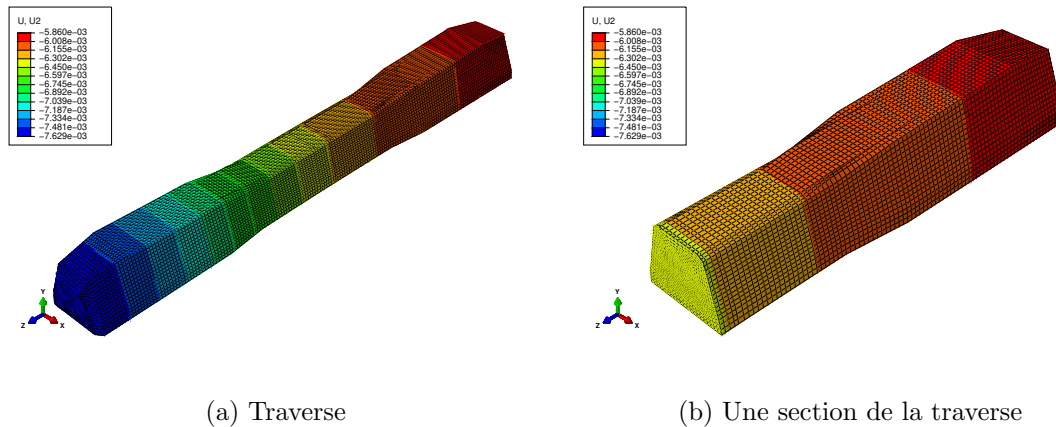 U, U2
−5.860e−03
−6.008e−03
−6.155e−03
−6.302e−03
−6.450e−03
−6.597e−03
−6.745e−03
−6.892e−03
−7.039e−03
−7.187e−03
−7.334e−03
−7.481e−03
−7.629e−03
Y
Z X
(a) Traverse
U, U2
−5.860e−03
−6.008e−03
−6.155e−03
−6.302e−03
−6.450e−03
−6.597e−03
−6.745e−03
−6.892e−03
−7.039e−03
−7.187e−03
−7.334e−03
−7.481e−03
−7.629e−03
Y
Z X
(b) Une section de la traverse